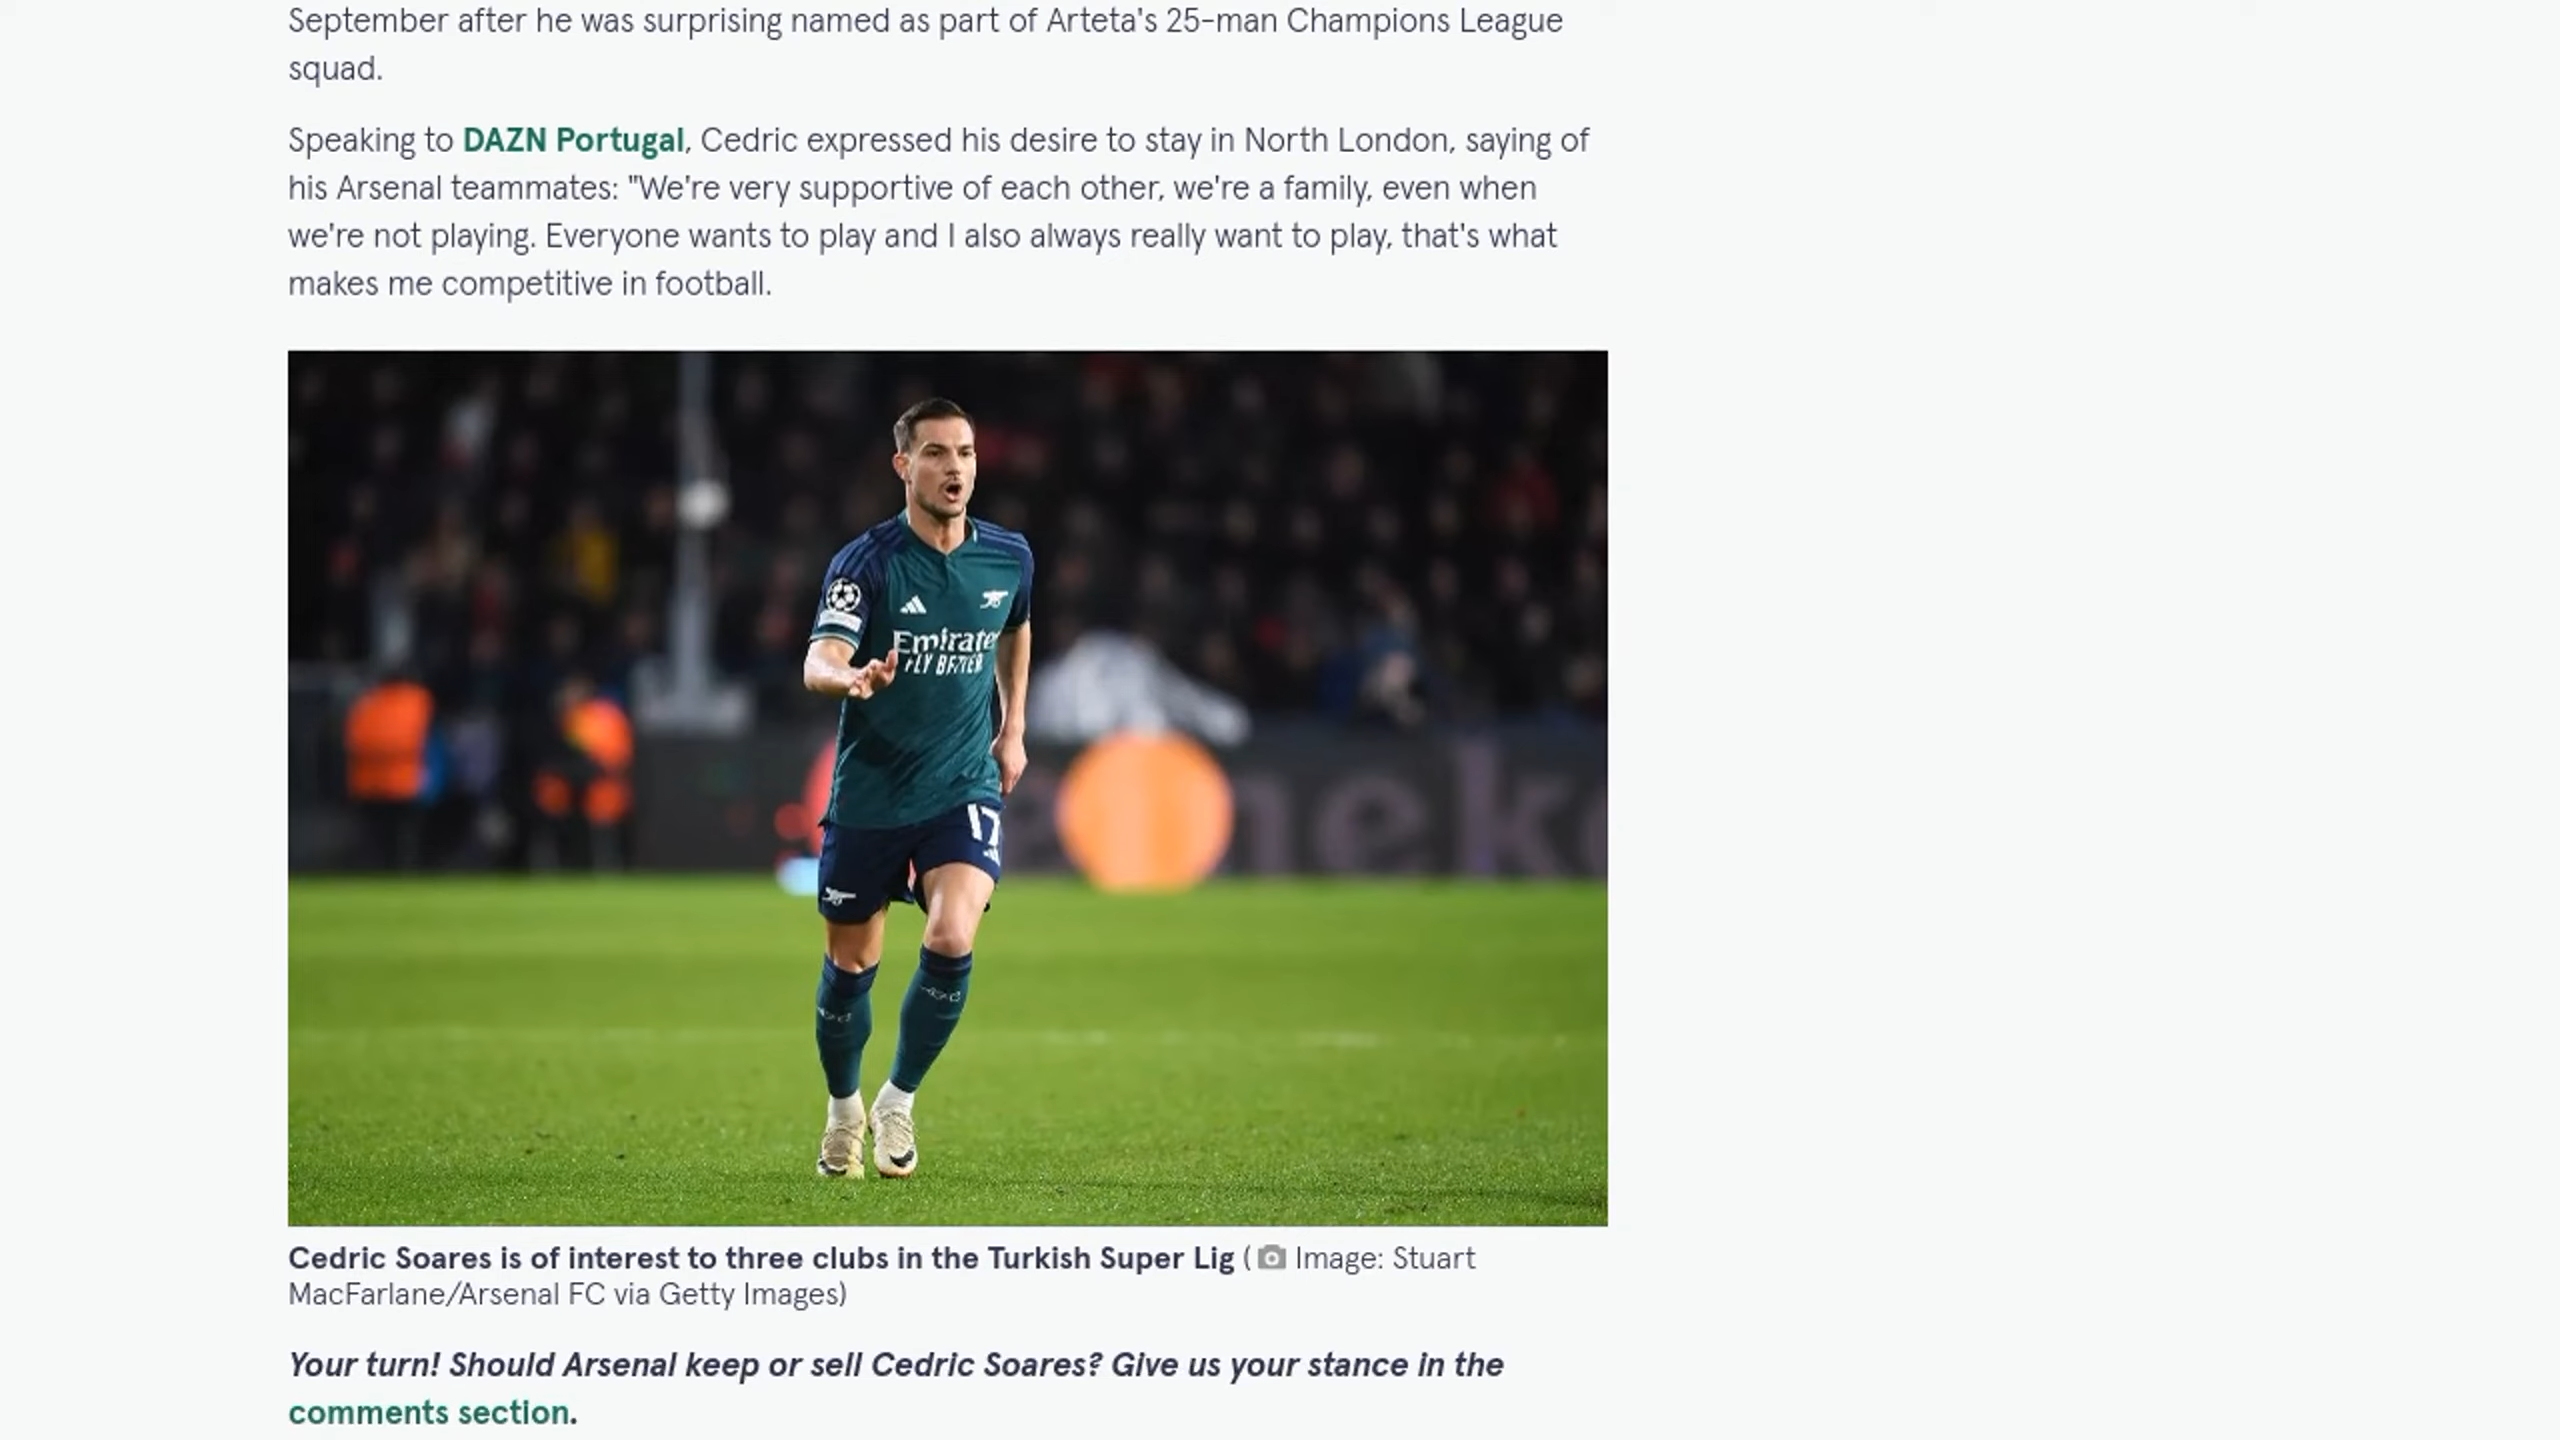 September after he was surprising named as part of Arteta's 25-man Champions League
squad.
Speaking to DAZN Portugal, Cedric expressed his desire to stay in North London, saying of
his Arsenal teammates: "We're very supportive of each other, we're a family, even when
we're not playing. Everyone wants to play and I also always really want to play, that's what
makes me competitive in football.
Emirates
FLY BETTER
17
Cedric Soares is of interest to three clubs in the Turkish Super Lig ( Image: Stuart
MacFarlane/Arsenal FC via Getty Images)
Your turn! Should Arsenal keep or sell Cedric Soares? Give us your stance in the
comments section.